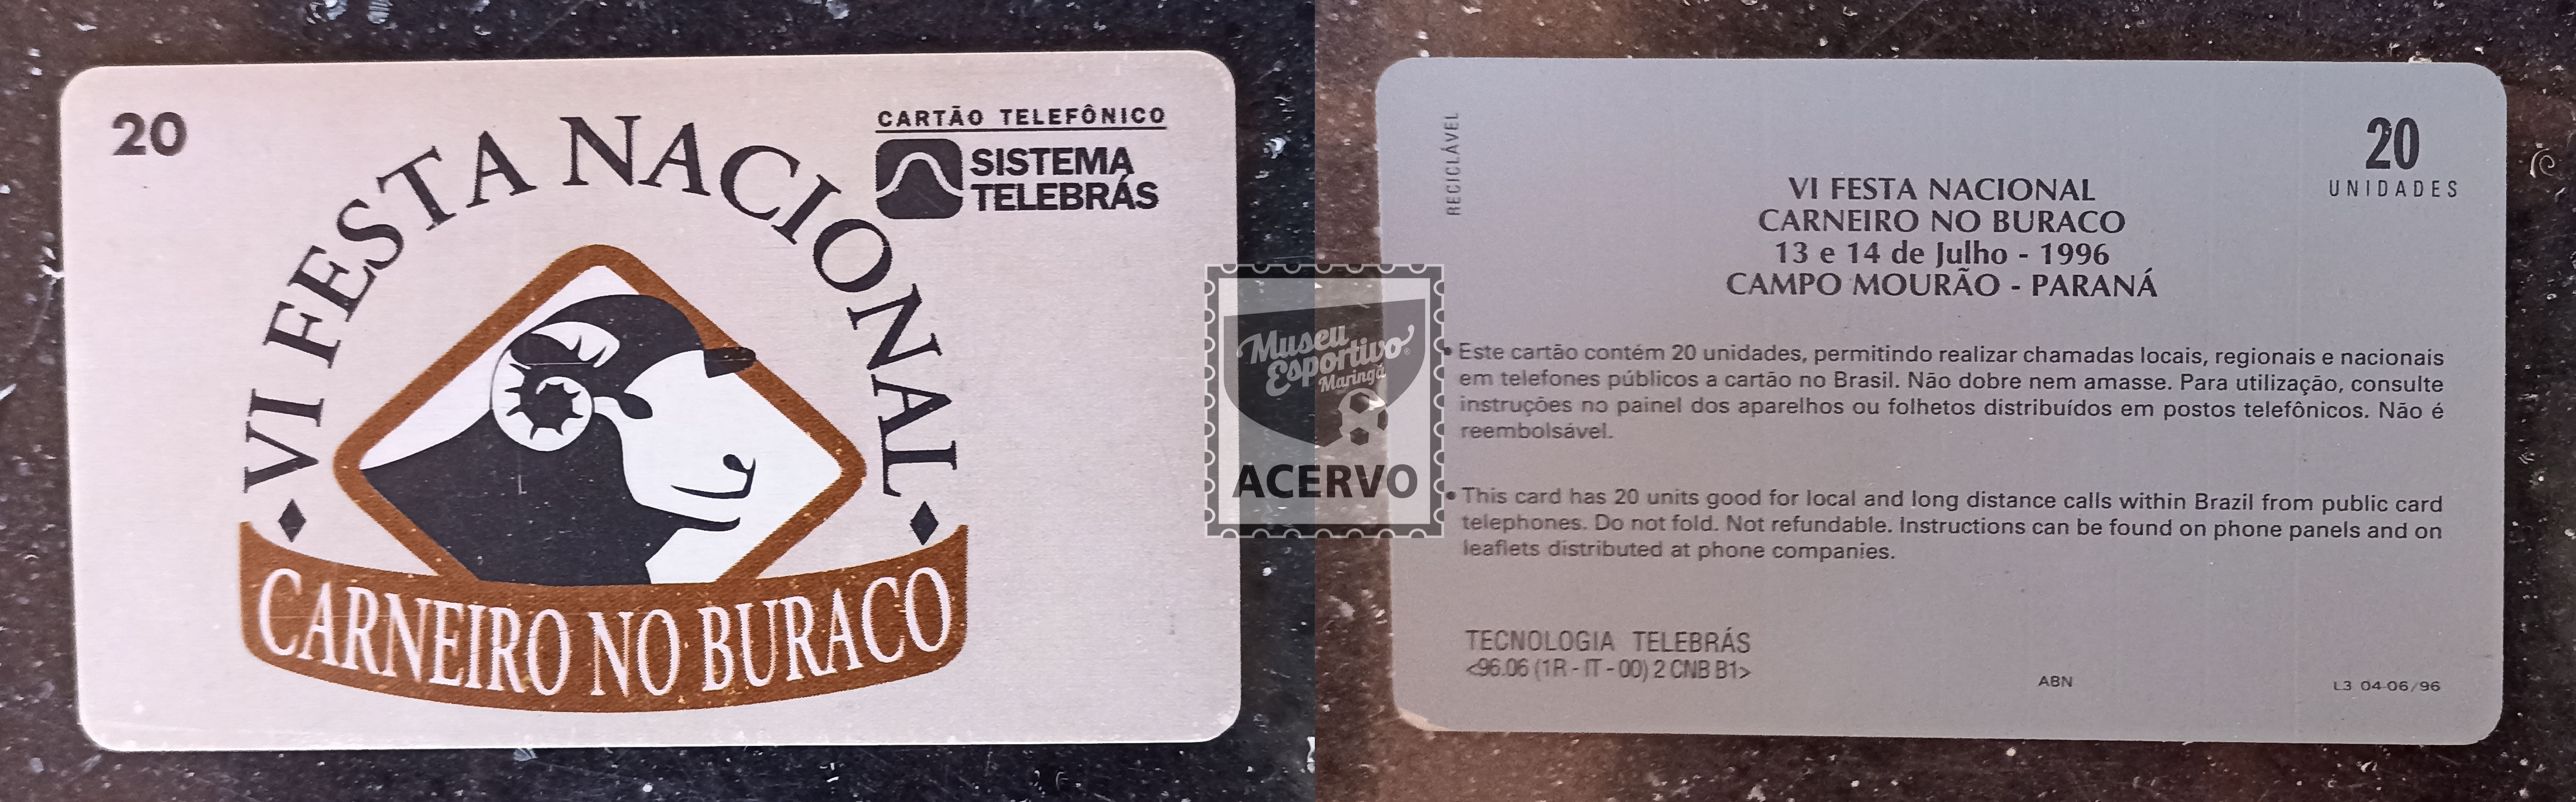 20
CARTÃO TELEFÔNICO
SISTEMA
TELEBRÁS
VI FESTA NACIONAL
CARNEIRO NO BURACO
Museu
Esportivo
Maringá
ACERVO
RECICLÁVEL
20
UNIDADES
VI FESTA NACIONAL
CARNEIRO NO BURACO
13 e 14 de Julho - 1996
CAMPO MOURÃO - PARANÁ
• Este cartão contém 20 unidades, permitindo realizar chamadas locais, regionais e nacionais
em telefones públicos a cartão no Brasil. Não dobre nem amasse. Para utilização, consulte
instruções no painel dos aparelhos ou folhetos distribuídos em postos telefônicos. Não é
reembolsável.
• This card has 20 units good for local and long distance calls within Brazil from public card
telephones. Do not fold. Not refundable. Instructions can be found on phone panels and on
leaflets distributed at phone companies.
TECNOLOGIA TELEBRÁS
<96.06 (1R - IT - 00) 2 CNB B1>
ABN
L3 04-06/96